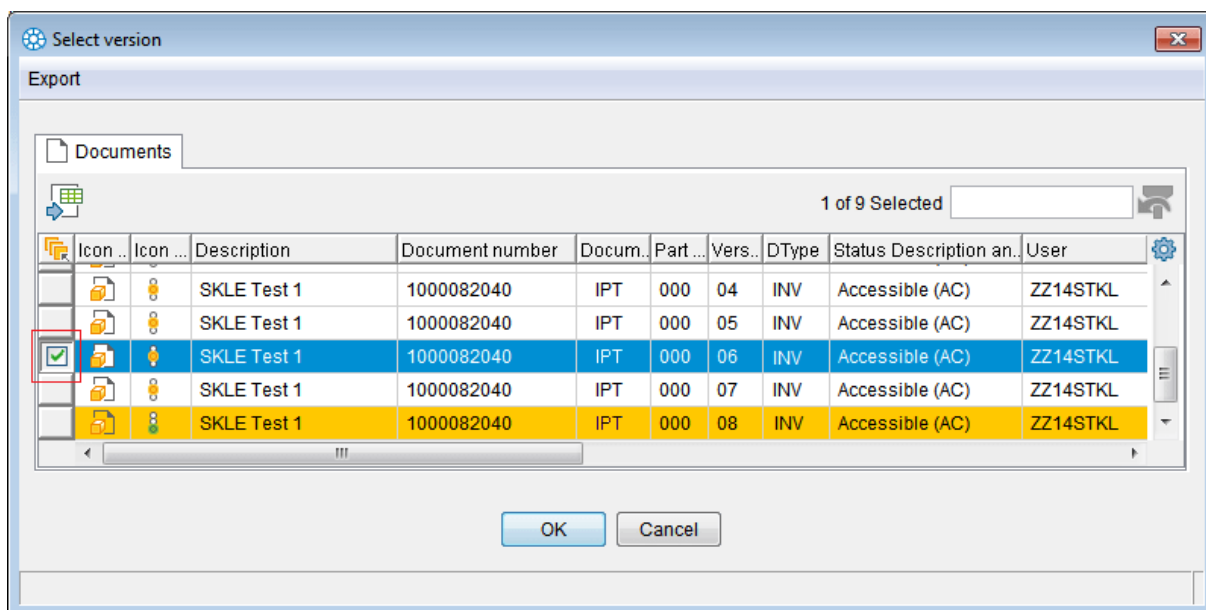 Select version
Export
Documents
1 of 9 Selected
Icon .. Icon ... Description Document number Docum.. Part ... Vers.. DType Status Description an.. User
SKLE Test 1 1000082040 IPT 000 04 INV Accessible (AC) ZZ14STKL
SKLE Test 1 1000082040 IPT 000 05 INV Accessible (AC) ZZ14STKL
SKLE Test 1 1000082040 IPT 000 06 INV Accessible (AC) ZZ14STKL
SKLE Test 1 1000082040 IPT 000 07 INV Accessible (AC) ZZ14STKL
SKLE Test 1 1000082040 IPT 000 08 INV Accessible (AC) ZZ14STKL
OK Cancel